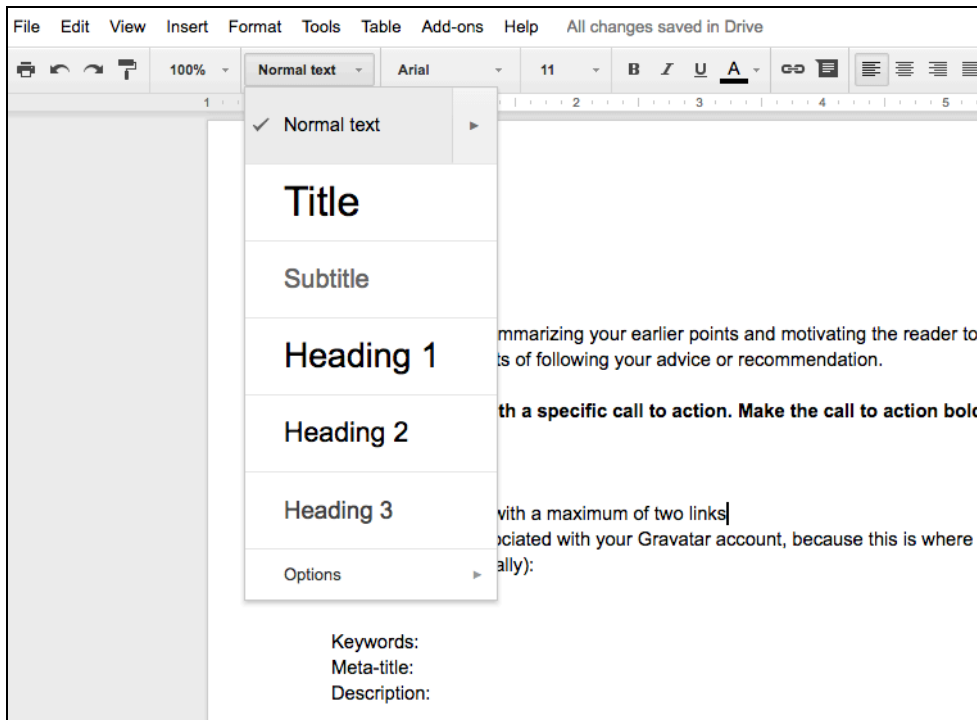 File Edit View Insert Format Tools Table Add-ons Help All changes saved in Drive
100% Normal text Arial 11 B I U A
1 2 3 4 5
Normal text
Title
Subtitle
Heading 1
mmarizing your earlier points and motivating the reader to
ts of following your advice or recommendation.
Heading 2
th a specific call to action. Make the call to action bold
Heading 3
with a maximum of two links
ociated with your Gravatar account, because this is where
ally):
Options
Keywords:
Meta-title:
Description: